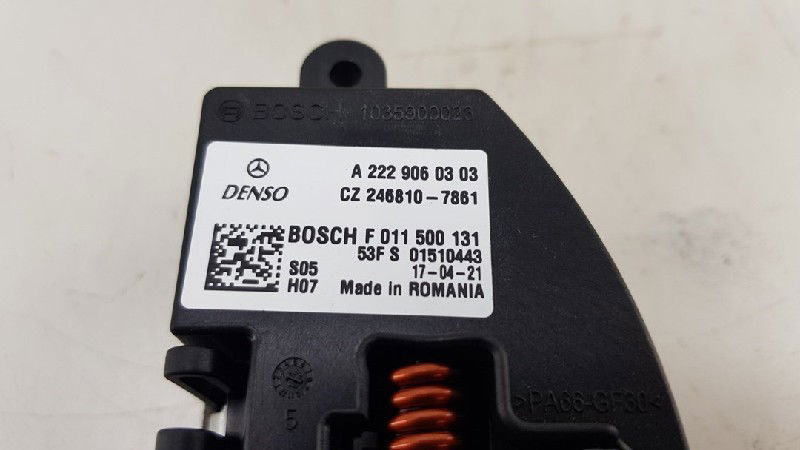 BOSCH 1035900023
A 222 906 03 03
DENSO CZ 246810-7861
BOSCH F 011 500 131
53F S 01510443
S05 17-04-21
H07 Made in ROMANIA
5
>PA66-GF30<